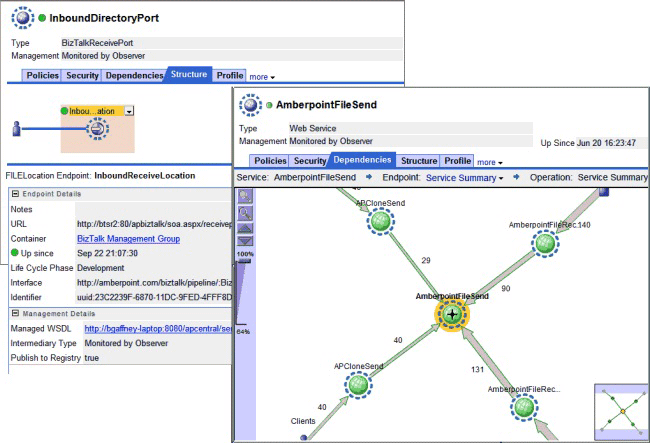 InboundDirectoryPort
Type BizTalkReceivePort
Management Monitored by Observer
Policies Security Dependencies Structure Profile more
Inbou...ation
FILELocation Endpoint: InboundReceiveLocation
Endpoint Details
Notes
URL http://btsr2:80/apbiztalk/soa.aspx/receivep
Container BizTalk Management Group
Up since Sep 22 21:07:30
Life Cycle Phase Development
Interface http://amberpoint.com/biztalk/pipeline/:Biz
Identifier uuid:23C2239F-6870-11DC-9FED-4FFF8D
Management Details
Managed WSDL http://bgaffney-laptop:8080/apcentral/se
Intermediary Type Monitored by Observer
Publish to Registry true
AmberpointFileSend
Type Web Service
Management Monitored by Observer
Up Since Jun 20 16:23:47
Policies Security Dependencies Structure Profile more
Service: AmberpointFileSend Endpoint: Service Summary Operation: Service Summary
40
APCloneSend
AmberpointFileRec:140
100%
29
90
AmberpointFileSend
64%
40
131
APCloneSend
AmberpointFileRec...
40
Clients